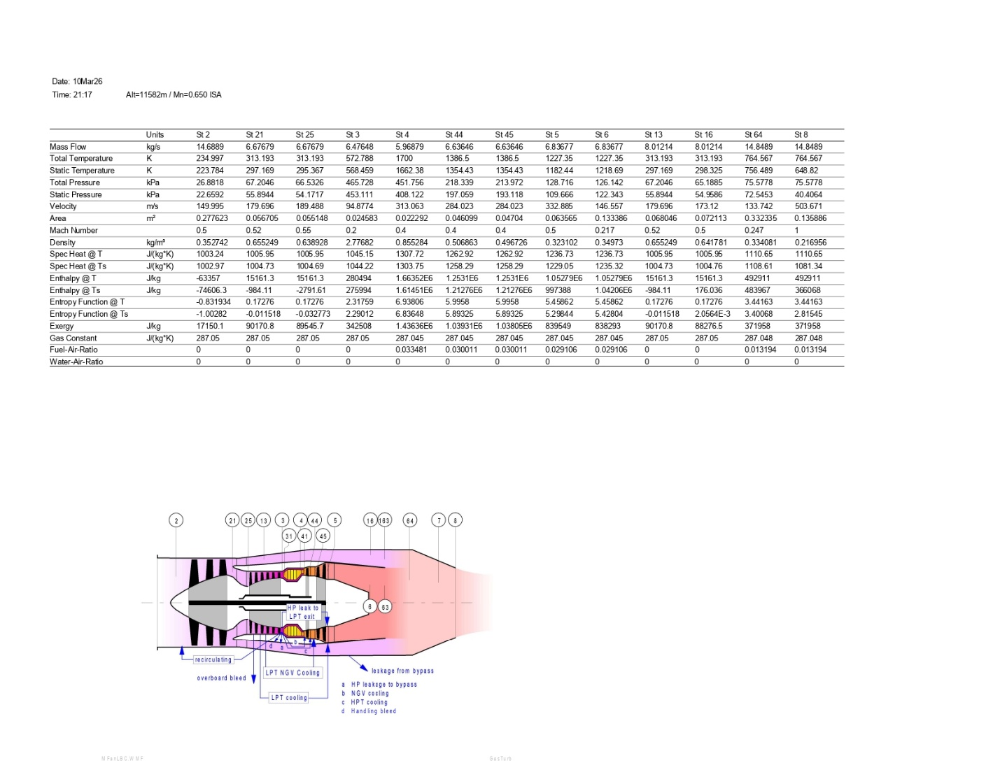 Date: 10Mar26
Time: 21:17 Alt=11582m / Mn=0.650 ISA
Units St 2 St 21 St 25 St 3 St 4 St 44 St 45 St 5 St 6 St 13 St 16 St 64 St 8
Mass Flow kg/s 14.6889 6.67679 6.67679 6.47648 5.96879 6.63646 6.63646 6.83677 6.83677 8.01214 8.01214 14.8489 14.8489
Total Temperature K 234.997 313.193 313.193 572.788 1700 1386.5 1386.5 1227.35 1227.35 313.193 313.193 764.567 764.567
Static Temperature K 223.784 297.169 295.367 568.459 1662.38 1354.43 1354.43 1182.44 1218.69 297.169 298.325 756.489 648.82
Total Pressure kPa 26.8818 67.2046 66.5326 465.728 451.756 218.339 213.972 128.716 126.142 67.2046 65.1885 75.5778 75.5778
Static Pressure kPa 22.6592 55.8944 54.1717 453.111 408.122 197.059 193.118 109.666 122.343 55.8944 54.9586 72.5453 40.4064
Velocity m/s 149.995 179.696 189.488 94.8774 313.063 284.023 284.023 332.885 146.557 179.696 173.12 133.742 503.671
Area m² 0.277623 0.056705 0.055148 0.024583 0.022292 0.046099 0.04704 0.063565 0.133386 0.068046 0.072113 0.332335 0.135886
Mach Number 0.5 0.52 0.55 0.2 0.4 0.4 0.4 0.5 0.217 0.52 0.5 0.247 1
Density kg/m³ 0.352742 0.655249 0.638928 2.77682 0.855284 0.506863 0.496726 0.323102 0.34973 0.655249 0.641781 0.334081 0.216956
Spec Heat @ T J/(kg*K) 1003.24 1005.95 1005.95 1045.15 1307.72 1262.92 1262.92 1236.73 1236.73 1005.95 1005.95 1110.65 1110.65
Spec Heat @ Ts J/(kg*K) 1002.97 1004.73 1004.69 1044.22 1303.75 1258.29 1258.29 1229.05 1235.32 1004.73 1004.76 1108.61 1081.34
Enthalpy @ T J/kg -63357 15161.3 15161.3 280494 1.66352E6 1.2531E6 1.2531E6 1.05279E6 1.05279E6 15161.3 15161.3 492911 492911
Enthalpy @ Ts J/kg -74606.3 -984.11 -2791.61 275994 1.61451E6 1.21276E6 1.21276E6 997388 1.04206E6 -984.11 176.036 483967 366068
Entropy Function @ T -0.831934 0.17276 0.17276 2.31759 6.93806 5.9958 5.9958 5.45862 5.45862 0.17276 0.17276 3.44163 3.44163
Entropy Function @ Ts -1.00282 -0.011518 -0.032773 2.29012 6.83648 5.89325 5.89325 5.29844 5.42804 -0.011518 2.0564E-3 3.40068 2.81545
Exergy J/kg 17150.1 90170.8 89545.7 342508 1.43636E6 1.03931E6 1.03805E6 839549 838293 90170.8 88276.5 371958 371958
Gas Constant J/(kg*K) 287.05 287.05 287.05 287.05 287.045 287.045 287.045 287.045 287.045 287.05 287.05 287.048 287.048
Fuel-Air-Ratio 0 0 0 0 0.033481 0.030011 0.030011 0.029106 0.029106 0 0 0.013194 0.013194
Water-Air-Ratio 0 0 0 0 0 0 0 0 0 0 0 0 0
2 21 25 13 3 4 44 5 16 163 64 7 8
31 41 45
HP leak to
LPT exit
6 63
b
d a c
recirculating
leakage from bypass
LPT NGV Cooling
overboard bleed
a HP leakage to bypass
b NGV cooling
LPT cooling
c HPT cooling
d Handling bleed
MFanLBC.WMF GasTurb